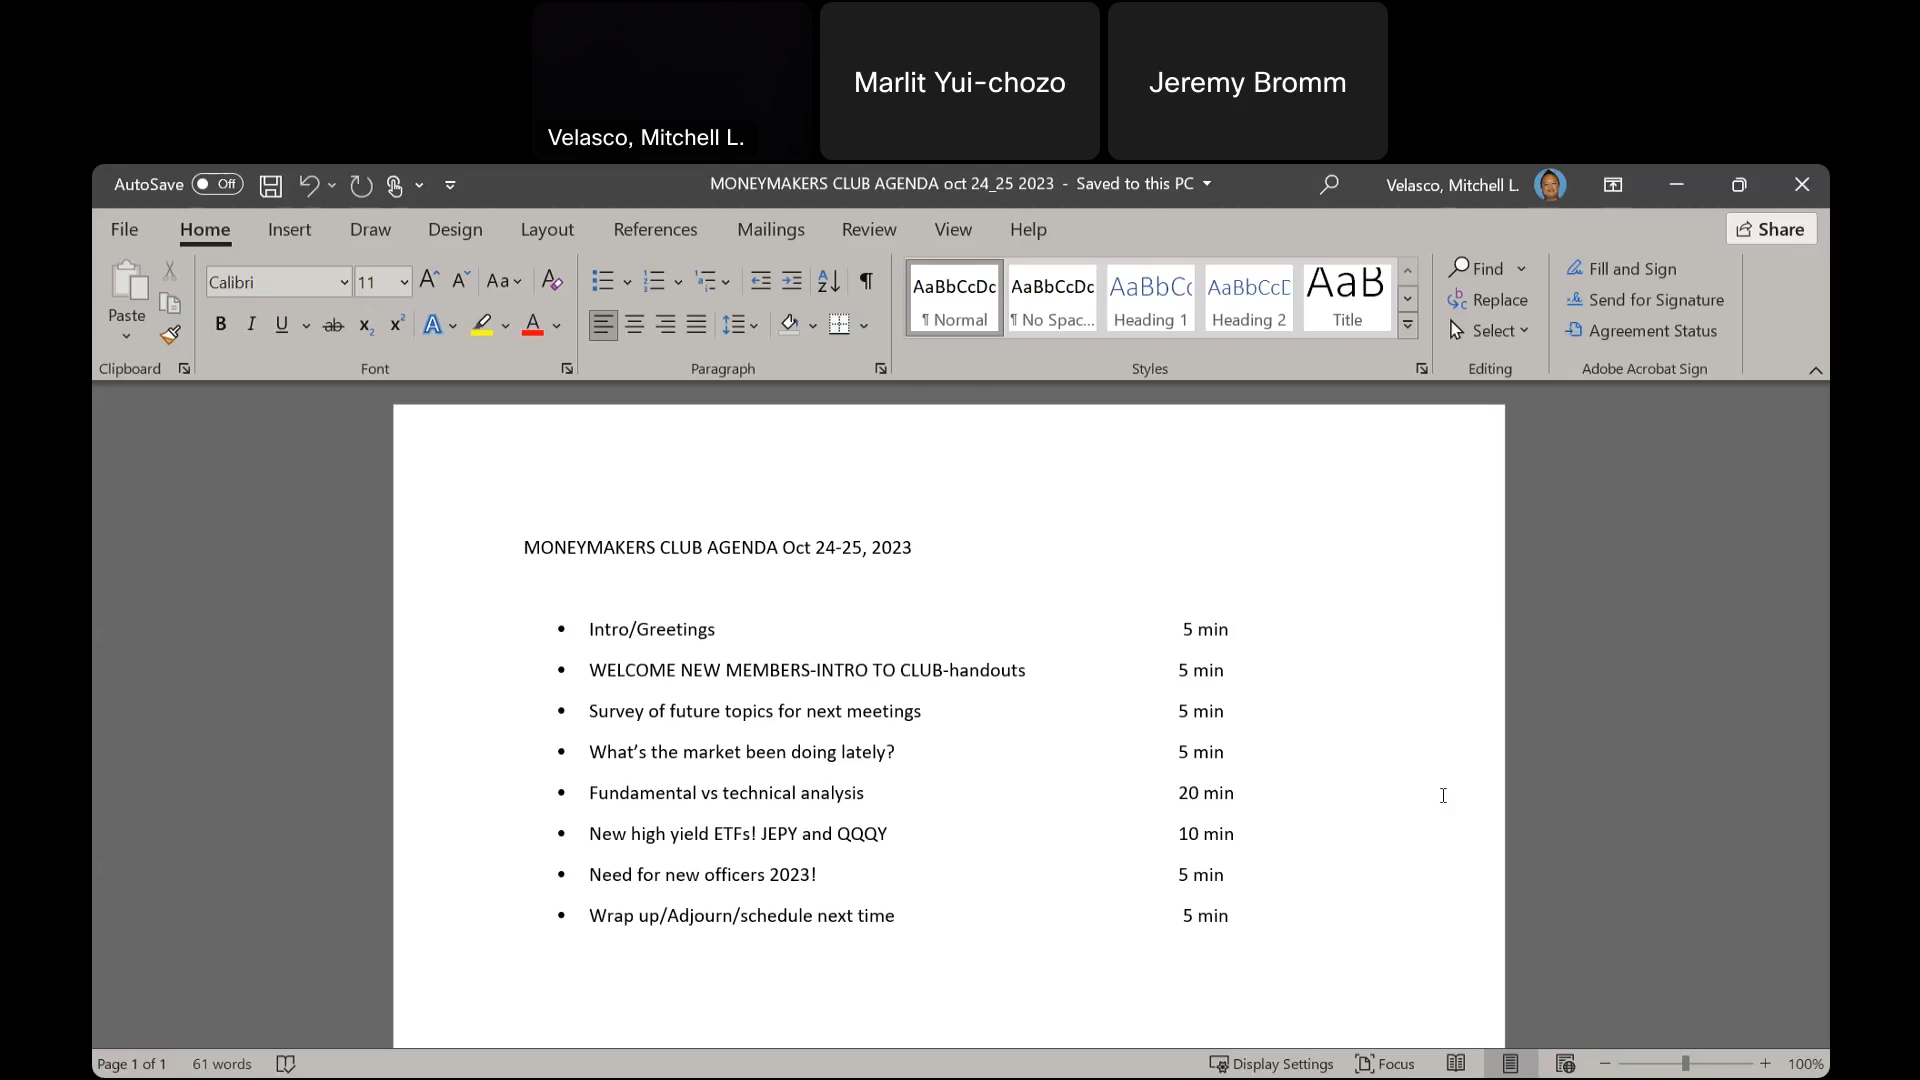 Velasco, Mitchell L.
Marlit Yui-chozo
Jeremy Bromm
AutoSave Off
MONEYMAKERS CLUB AGENDA oct 24_25 2023 - Saved to this PC
Velasco, Mitchell L.
File Home Insert Draw Design Layout References Mailings Review View Help
Share
Paste
Clipboard
Calibri 11
Aa
B I U ab x₂ x² A A
Font
Paragraph
AaBbCcDc AaBbCcDc AaBbCc AaBbCcD AaB
¶ Normal ¶ No Spac... Heading 1 Heading 2 Title
Styles
Find
Replace
Select
Editing
Fill and Sign
Send for Signature
Agreement Status
Adobe Acrobat Sign
MONEYMAKERS CLUB AGENDA Oct 24-25, 2023
• Intro/Greetings 5 min
• WELCOME NEW MEMBERS-INTRO TO CLUB-handouts 5 min
• Survey of future topics for next meetings 5 min
• What’s the market been doing lately? 5 min
• Fundamental vs technical analysis 20 min
• New high yield ETFs! JEPY and QQQY 10 min
• Need for new officers 2023! 5 min
• Wrap up/Adjourn/schedule next time 5 min
Page 1 of 1 61 words Display Settings Focus 100%